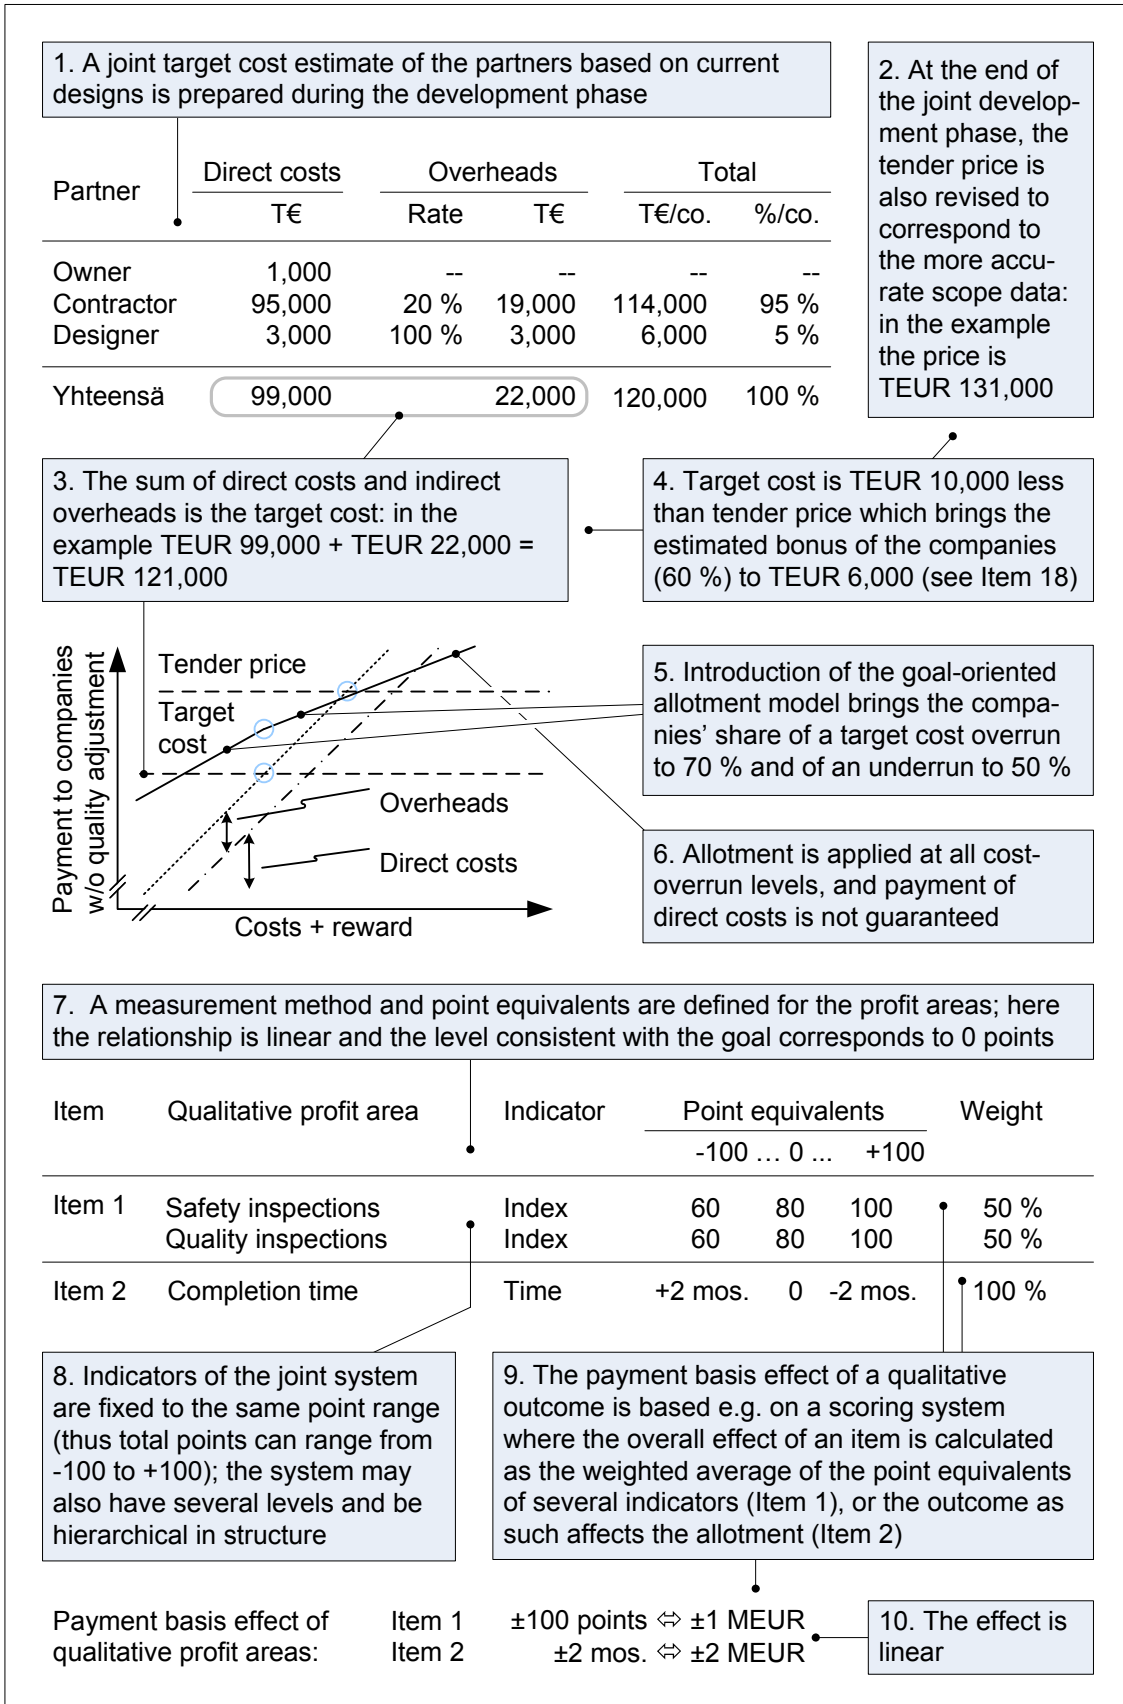 1. A joint target cost estimate of the partners based on current
designs is prepared during the development phase
2. At the end of
the joint develop-
ment phase, the
tender price is
also revised to
correspond to
the more accu-
rate scope data:
in the example
the price is
TEUR 131,000
Partner Direct costs Overheads Total
T€ Rate T€ T€/co. %/co.
Owner 1,000 -- -- -- --
Contractor 95,000 20 % 19,000 114,000 95 %
Designer 3,000 100 % 3,000 6,000 5 %
Yhteensä 99,000 22,000 120,000 100 %
3. The sum of direct costs and indirect
overheads is the target cost: in the
example TEUR 99,000 + TEUR 22,000 =
TEUR 121,000
4. Target cost is TEUR 10,000 less
than tender price which brings the
estimated bonus of the companies
(60 %) to TEUR 6,000 (see Item 18)
Payment to companies
w/o quality adjustment
Tender price
Target
cost
Overheads
Direct costs
Costs + reward
5. Introduction of the goal-oriented
allotment model brings the compa-
nies' share of a target cost overrun
to 70 % and of an underrun to 50 %
6. Allotment is applied at all cost-
overrun levels, and payment of
direct costs is not guaranteed
7. A measurement method and point equivalents are defined for the profit areas; here
the relationship is linear and the level consistent with the goal corresponds to 0 points
Item Qualitative profit area Indicator Point equivalents Weight
-100 … 0 ... +100
Item 1 Safety inspections Index 60 80 100 50 %
Quality inspections Index 60 80 100 50 %
Item 2 Completion time Time +2 mos. 0 -2 mos. 100 %
8. Indicators of the joint system
are fixed to the same point range
(thus total points can range from
-100 to +100); the system may
also have several levels and be
hierarchical in structure
9. The payment basis effect of a qualitative
outcome is based e.g. on a scoring system
where the overall effect of an item is calculated
as the weighted average of the point equivalents
of several indicators (Item 1), or the outcome as
such affects the allotment (Item 2)
Payment basis effect of Item 1 ±100 points ⇔ ±1 MEUR
qualitative profit areas: Item 2 ±2 mos. ⇔ ±2 MEUR
10. The effect is
linear